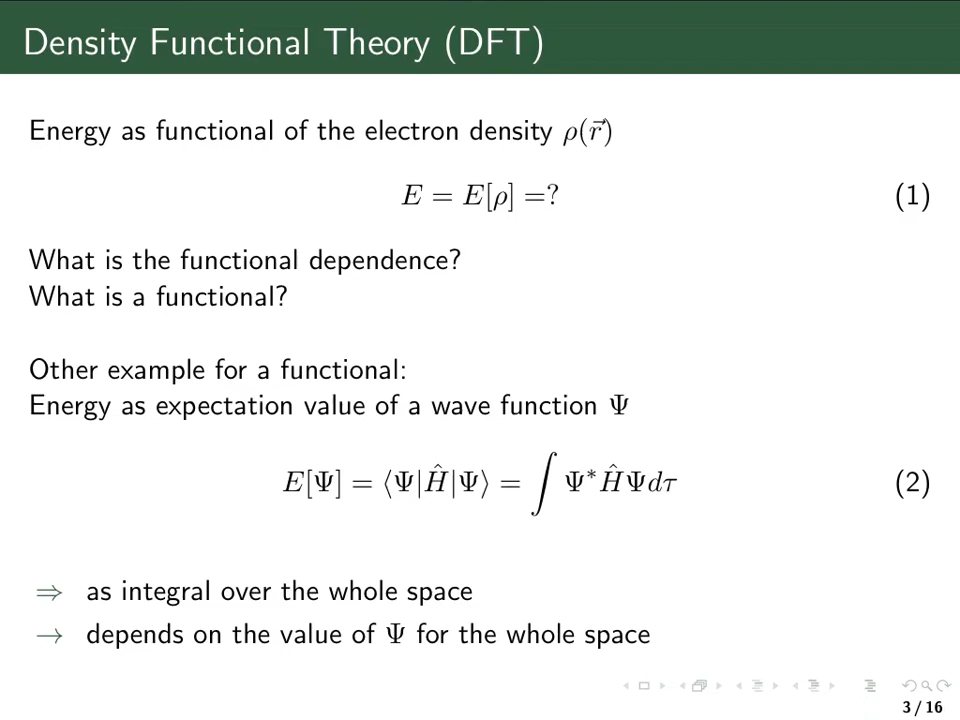 Density Functional Theory (DFT)
Energy as functional of the electron density ρ(r⃗)
E = E[ρ] =? (1)
What is the functional dependence?
What is a functional?
Other example for a functional:
Energy as expectation value of a wave function Ψ
E[Ψ] = ⟨Ψ|Ĥ|Ψ⟩ = ∫ Ψ*ĤΨdτ (2)
⇒ as integral over the whole space
→ depends on the value of Ψ for the whole space
3 / 16